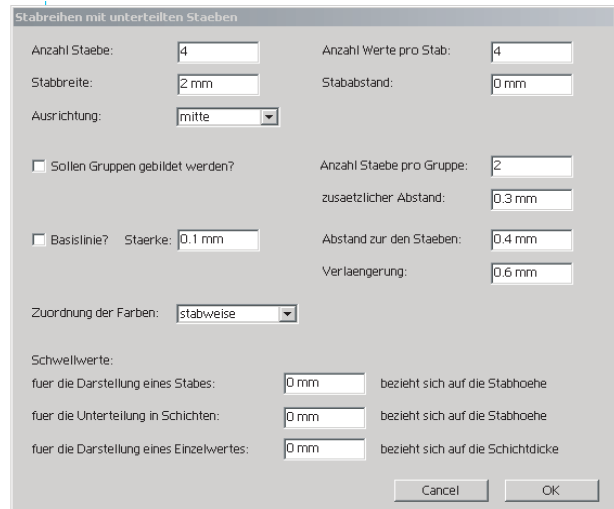 Stabreihen mit unterteilten Staeben
Anzahl Staebe: 4 Anzahl Werte pro Stab: 4
Stabbreite: 2 mm Stababstand: 0 mm
Ausrichtung: mitte
Sollen Gruppen gebildet werden? Anzahl Staebe pro Gruppe: 2
zusaetzlicher Abstand: 0.3 mm
Basislinie? Staerke: 0.1 mm Abstand zur den Staeben: 0.4 mm
Verlaengerung: 0.6 mm
Zuordnung der Farben: stabweise
Schwellwerte:
fuer die Darstellung eines Stabes: 0 mm bezieht sich auf die Stabhoehe
fuer die Unterteilung in Schichten: 0 mm bezieht sich auf die Stabhoehe
fuer die Darstellung eines Einzelwertes: 0 mm bezieht sich auf die Schichtdicke
Cancel OK